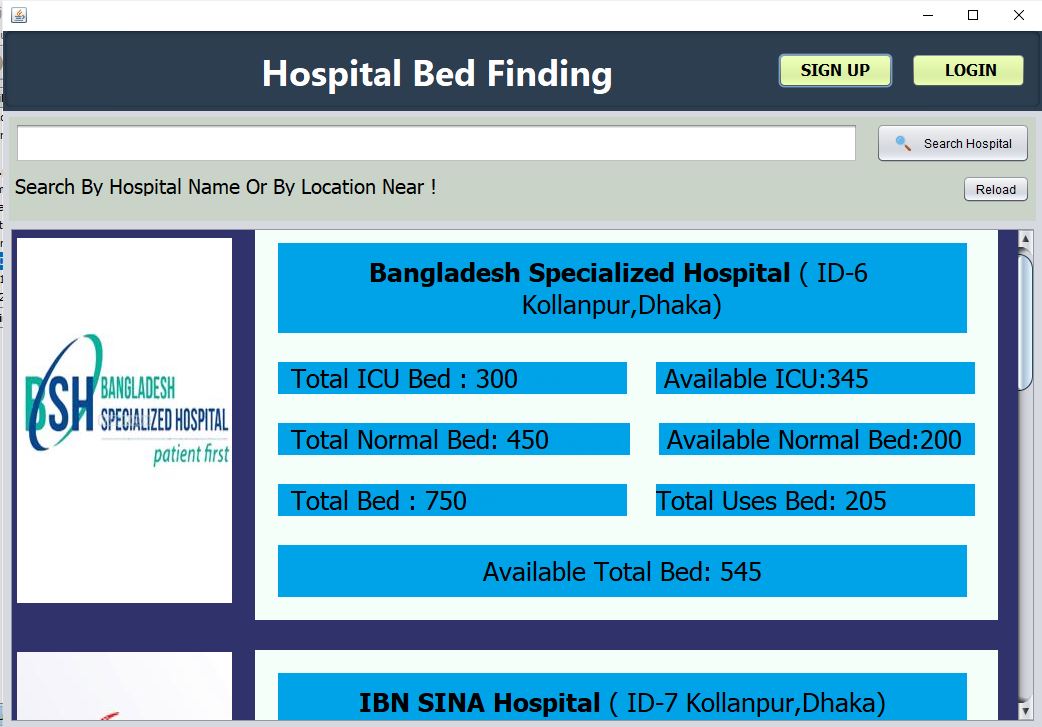 Hospital Bed Finding
SIGN UP
LOGIN
Search Hospital
Search By Hospital Name Or By Location Near !
Reload
BSH BANGLADESH
SPECIALIZED HOSPITAL
patient first
Bangladesh Specialized Hospital ( ID-6
Kollanpur,Dhaka)
Total ICU Bed : 300
Available ICU:345
Total Normal Bed: 450
Available Normal Bed:200
Total Bed : 750
Total Uses Bed: 205
Available Total Bed: 545
IBN SINA Hospital ( ID-7 Kollanpur,Dhaka)